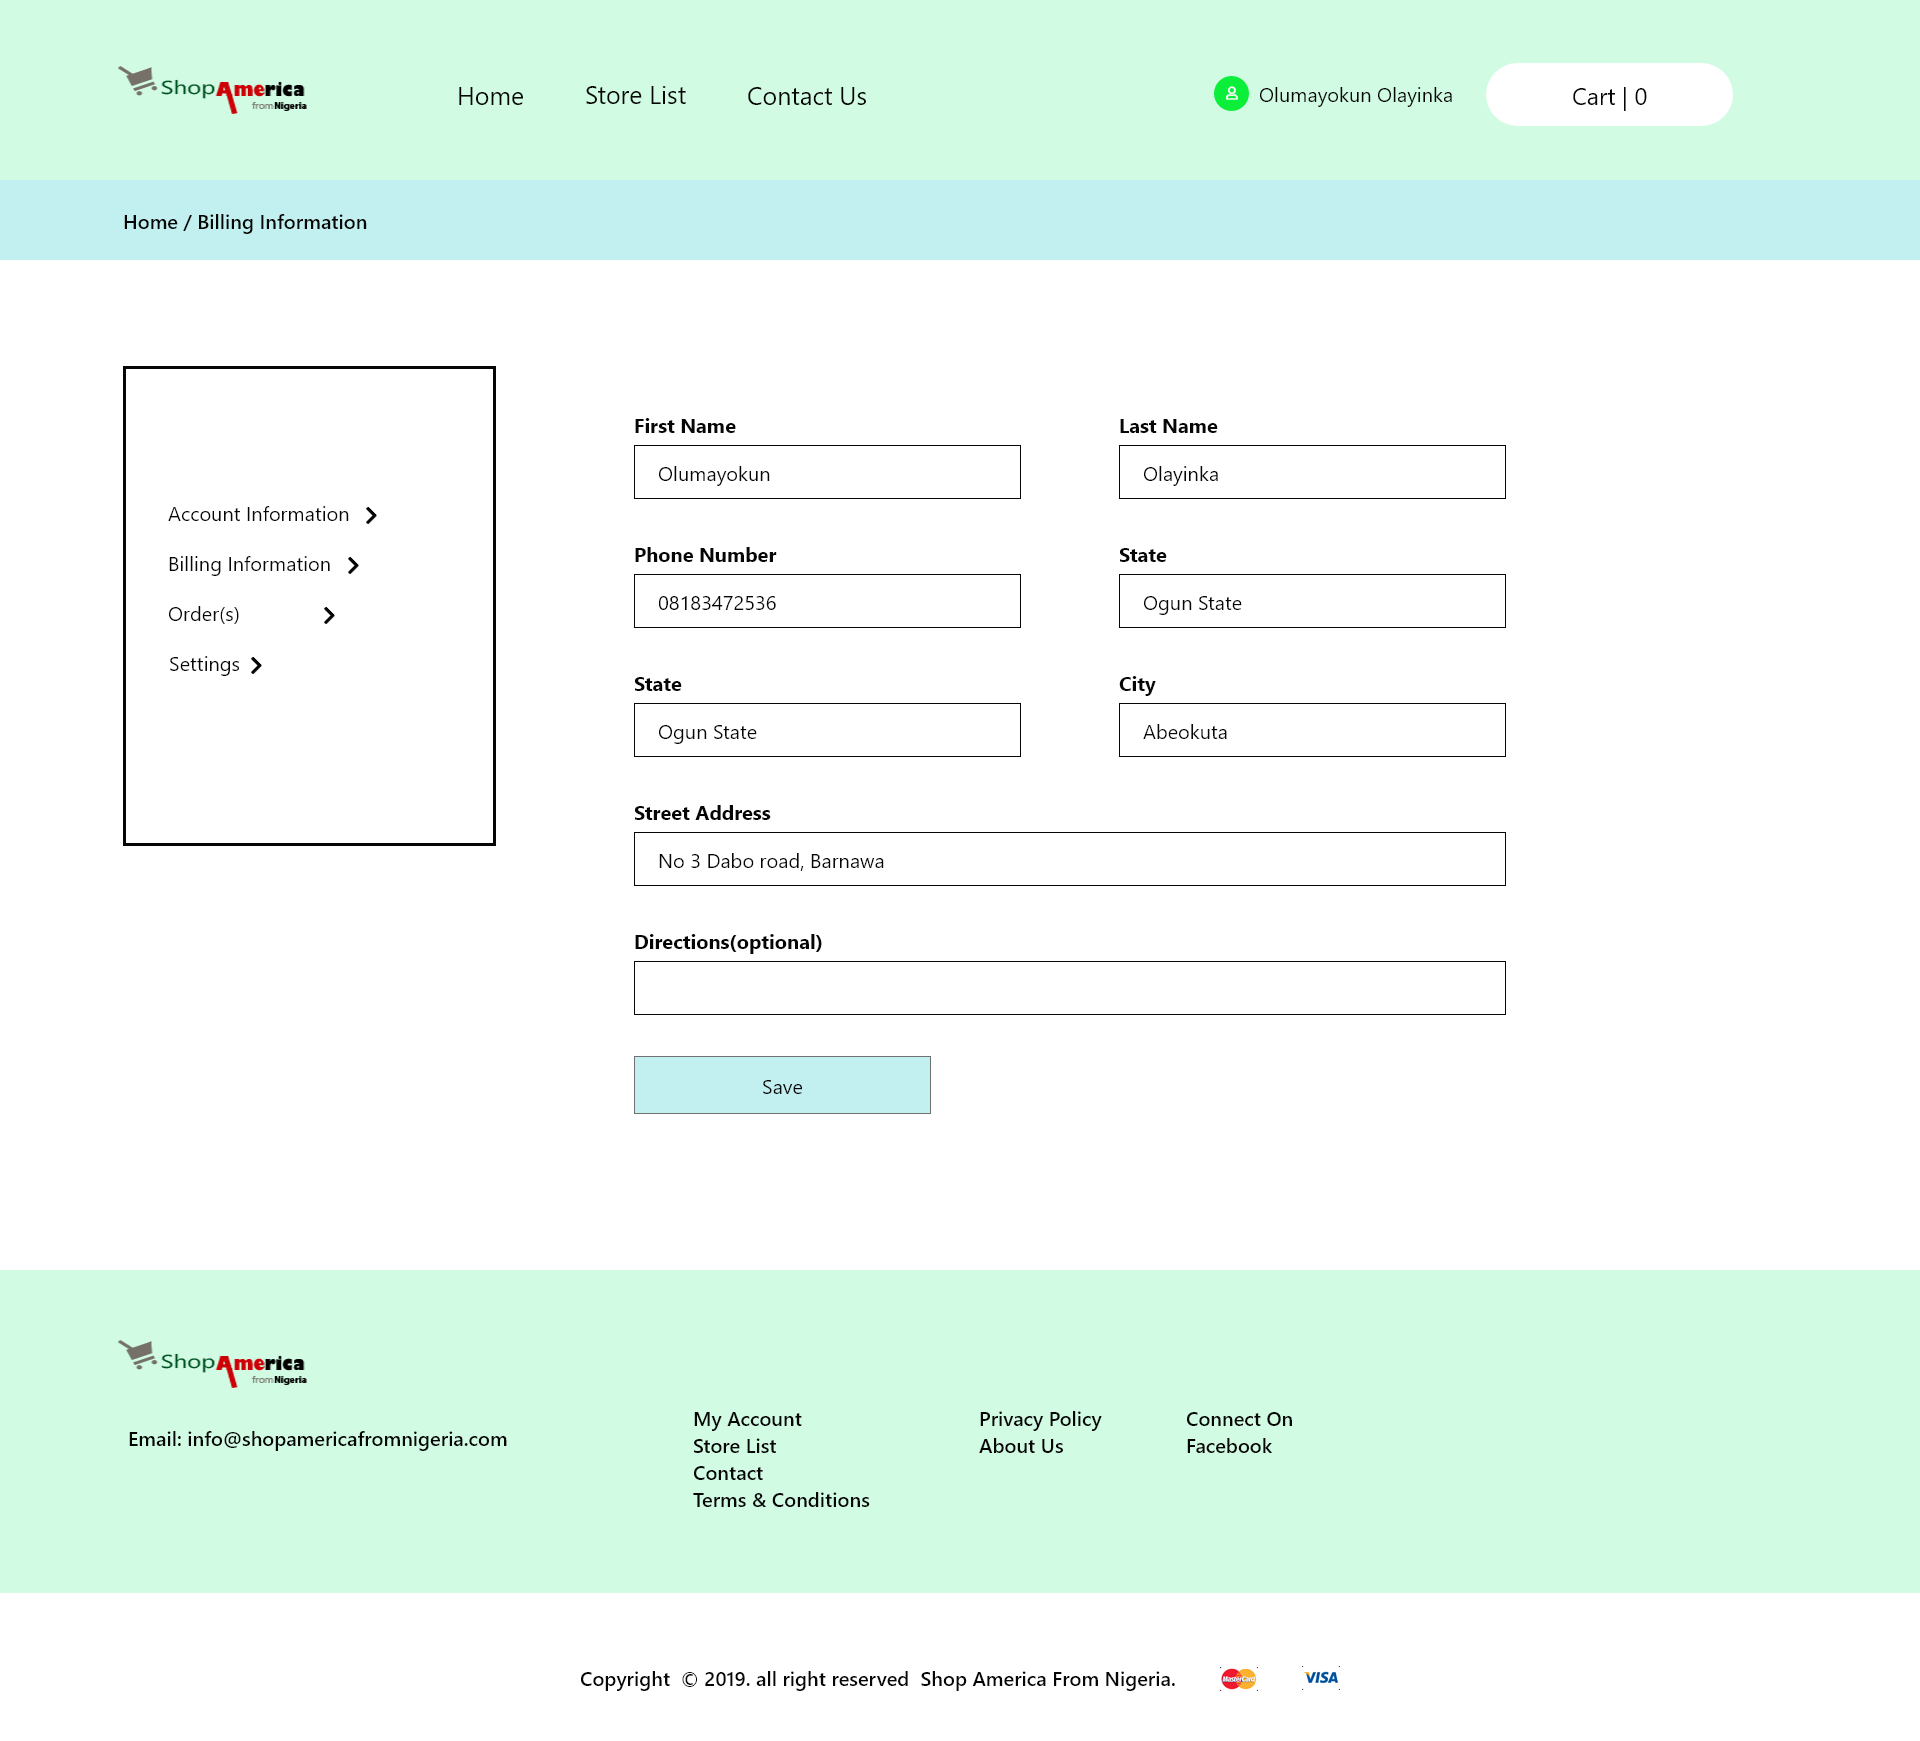 ShopAmerica
fromNigeria
Home
Store List
Contact Us
Olumayokun Olayinka
Cart | 0
Home / Billing Information
Account Information
Billing Information
Order(s)
Settings
First Name
Last Name
Olumayokun
Olayinka
Phone Number
State
08183472536
Ogun State
State
City
Ogun State
Abeokuta
Street Address
No 3 Dabo road, Barnawa
Directions(optional)
Save
ShopAmerica
fromNigeria
Email: info@shopamericafromnigeria.com
My Account
Store List
Contact
Terms & Conditions
Privacy Policy
About Us
Connect On
Facebook
Copyright © 2019. all right reserved Shop America From Nigeria.
MasterCard
VISA